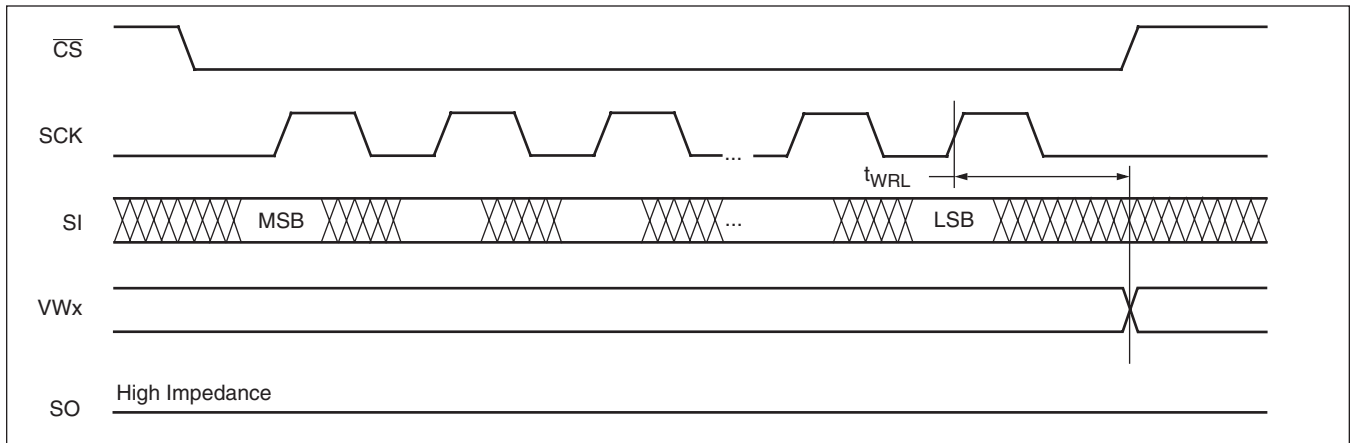 CS
SCK
...
tWRL
SI
MSB
...
LSB
VWx
High Impedance
SO